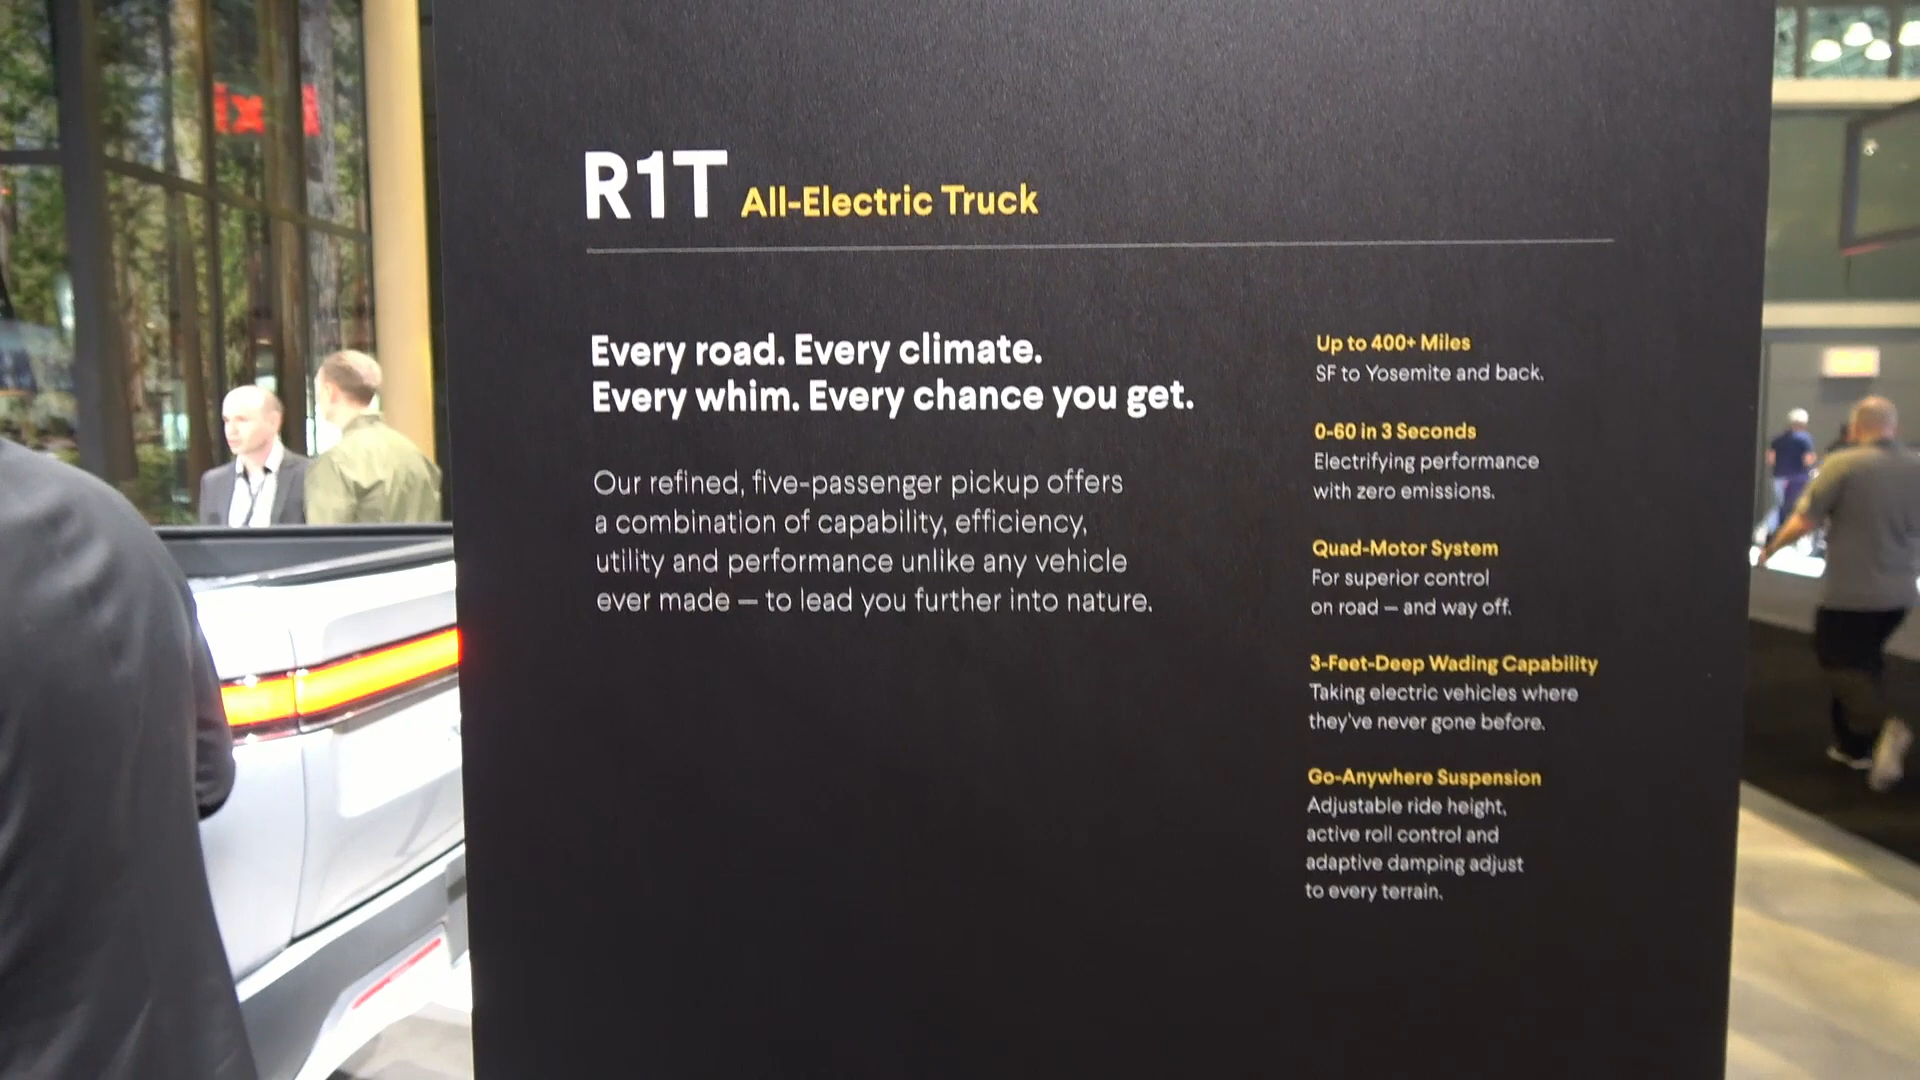 R1T All-Electric Truck
Every road. Every climate.
Every whim. Every chance you get.
Our refined, five-passenger pickup offers
a combination of capability, efficiency,
utility and performance unlike any vehicle
ever made — to lead you further into nature.
Up to 400+ Miles
SF to Yosemite and back.
0-60 in 3 Seconds
Electrifying performance
with zero emissions.
Quad-Motor System
For superior control
on road — and way off.
3-Feet-Deep Wading Capability
Taking electric vehicles where
they've never gone before.
Go-Anywhere Suspension
Adjustable ride height,
active roll control and
adaptive damping adjust
to every terrain.